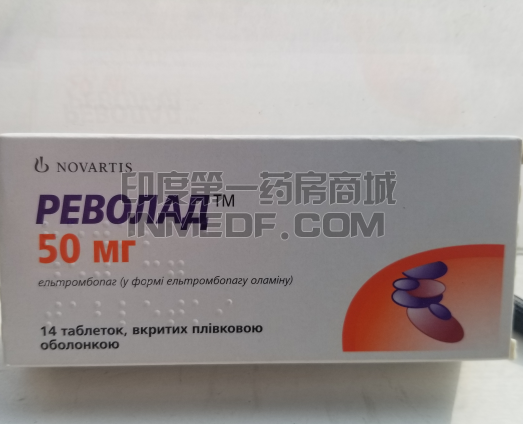 NOVARTIS
印度第一药房商城
РЕВОЛАД™
INMEDF.COM
50 мг
ельтромбопаг (у формі ельтромбопагу оламіну)
14 таблеток, вкритих плівковою
оболонкою